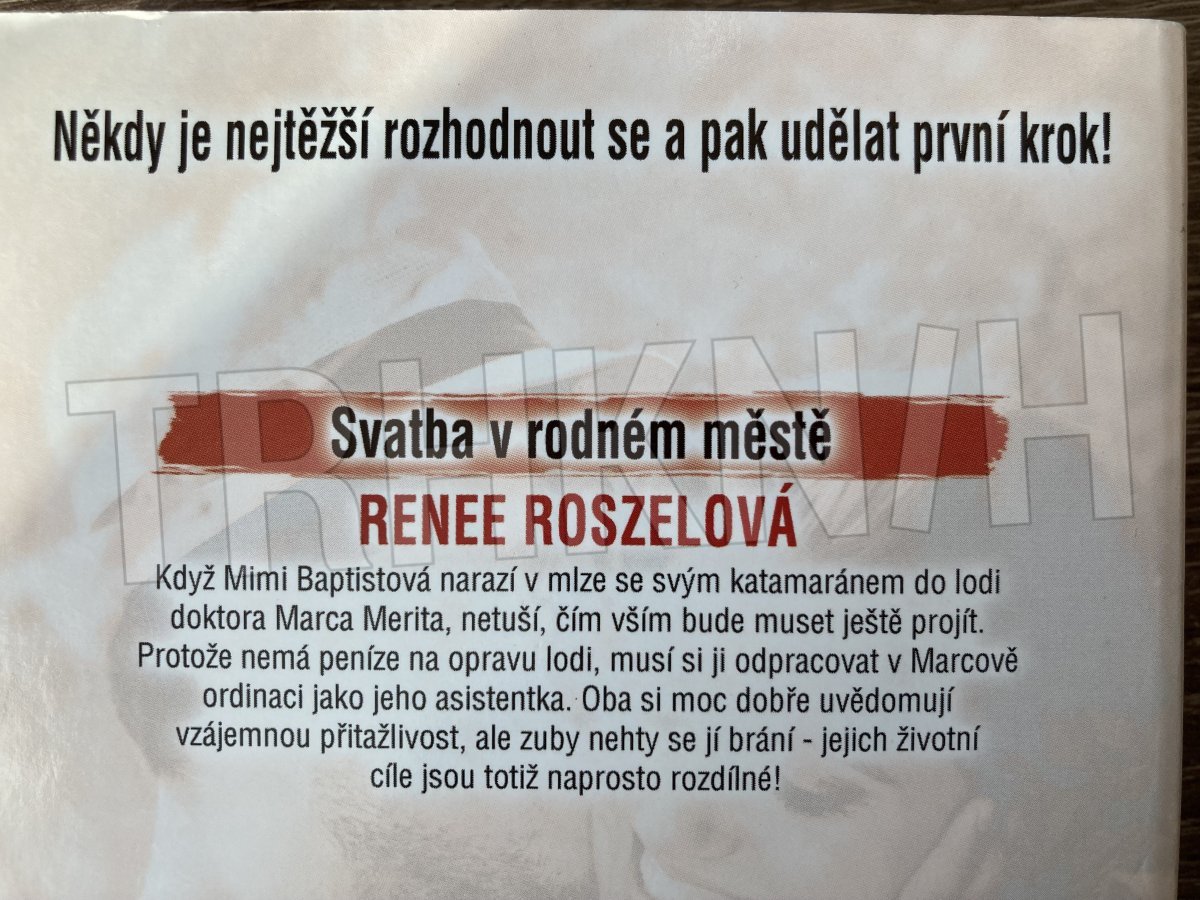 Někdy je nejtěžší rozhodnout se a pak udělat první krok!
TRHKNIH
Svatba v rodném městě
RENEE ROSZELOVÁ
Když Mimi Baptistová narazí v mlze se svým katamaránem do lodi
doktora Marca Merita, netuší, čím vším bude muset ještě projít.
Protože nemá peníze na opravu lodi, musí si ji odpracovat v Marcově
ordinaci jako jeho asistentka. Oba si moc dobře uvědomují
vzájemnou přitažlivost, ale zuby nehty se jí brání - jejich životní
cíle jsou totiž naprosto rozdílné!